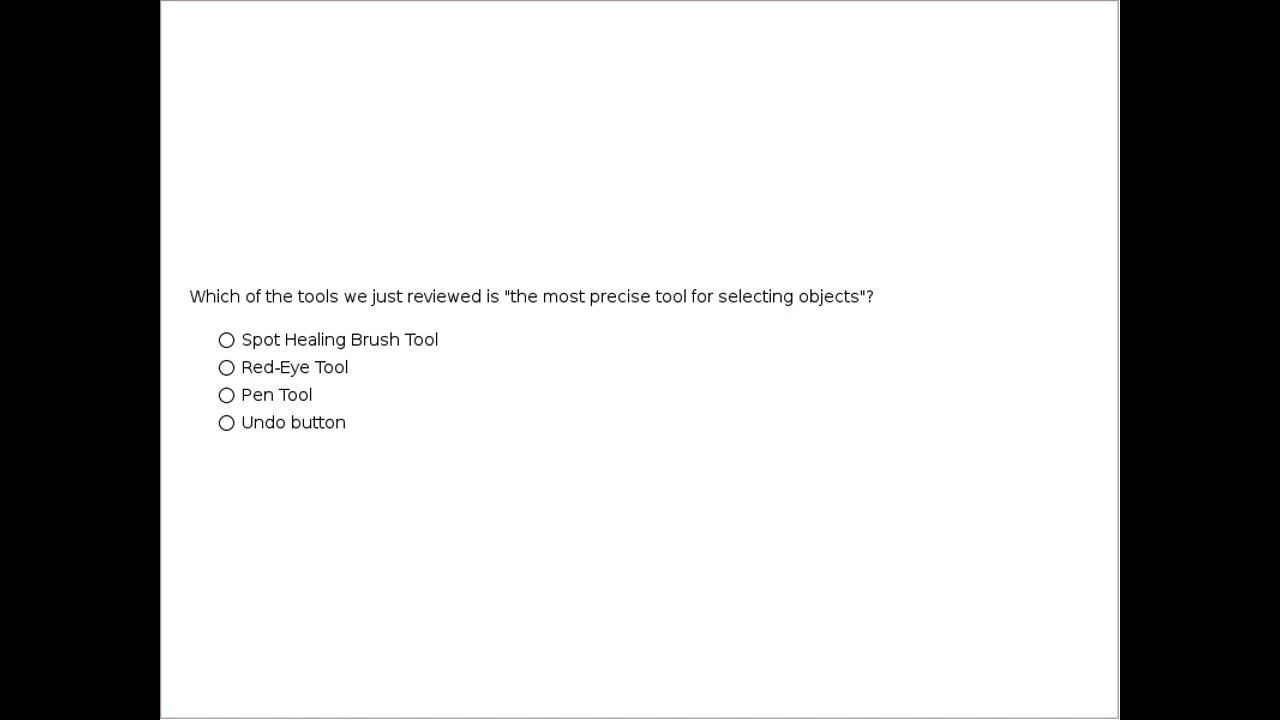 Which of the tools we just reviewed is "the most precise tool for selecting objects"?
Spot Healing Brush Tool
Red-Eye Tool
Pen Tool
Undo button